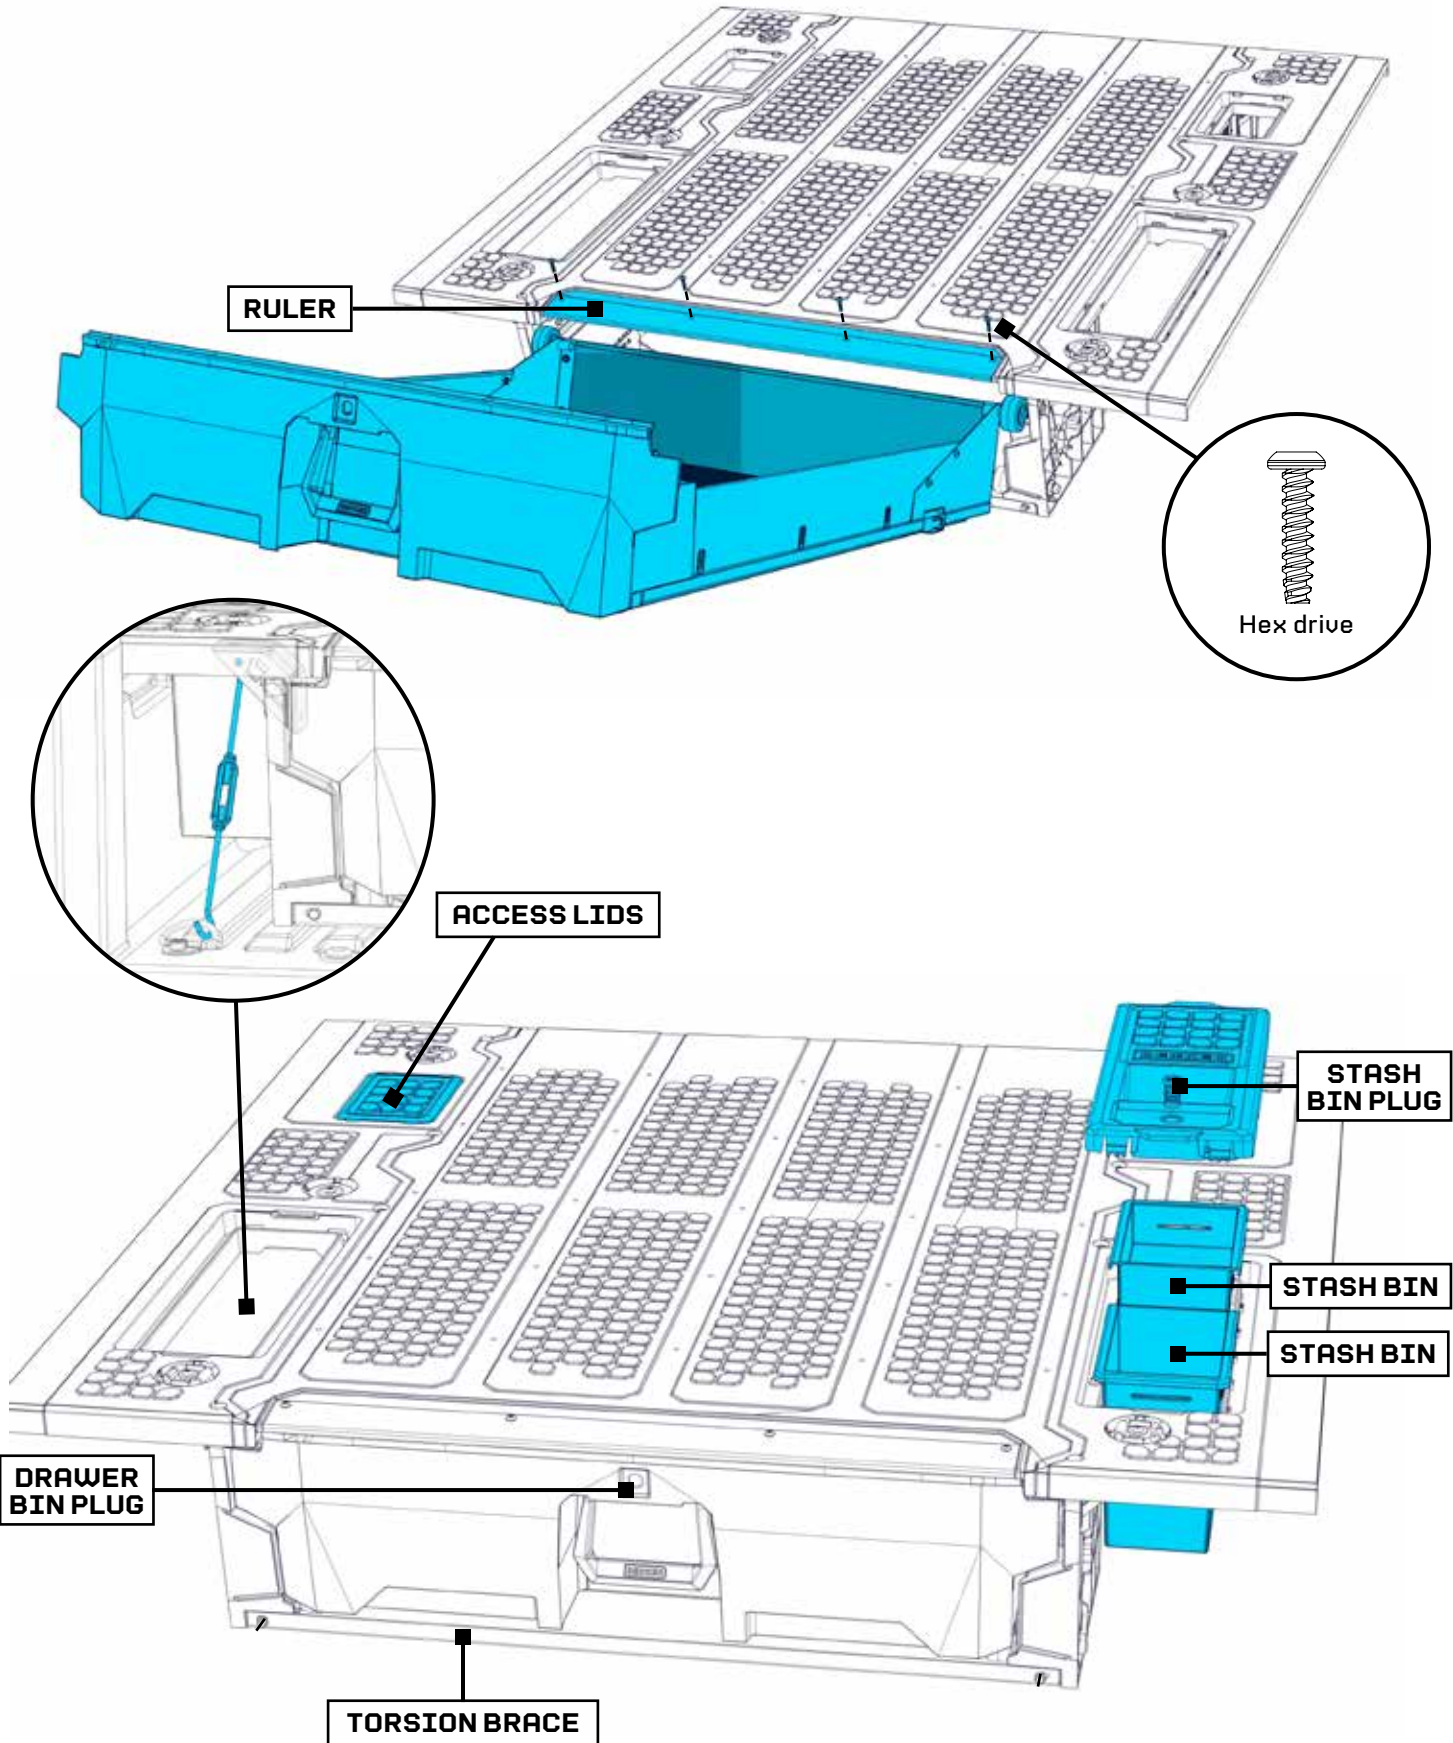 RULER
Hex drive
ACCESS LIDS
STASH
BIN PLUG
STASH BIN
STASH BIN
DRAWER
BIN PLUG
TORSION BRACE